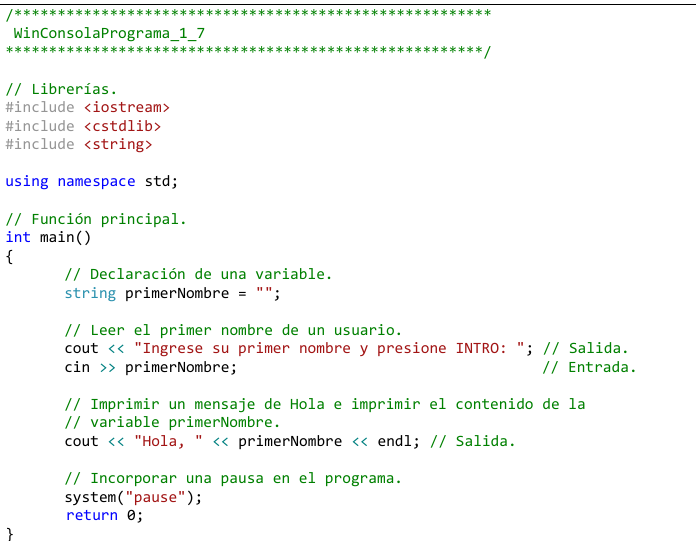 /*******************************************************
WinConsolaPrograma_1_7
*******************************************************/
// Librerías.
#include <iostream>
#include <cstdlib>
#include <string>
using namespace std;
// Función principal.
int main()
{
// Declaración de una variable.
string primerNombre = "";
// Leer el primer nombre de un usuario.
cout << "Ingrese su primer nombre y presione INTRO: "; // Salida.
cin >> primerNombre; // Entrada.
// Imprimir un mensaje de Hola e imprimir el contenido de la
// variable primerNombre.
cout << "Hola, " << primerNombre << endl; // Salida.
// Incorporar una pausa en el programa.
system("pause");
return 0;
}